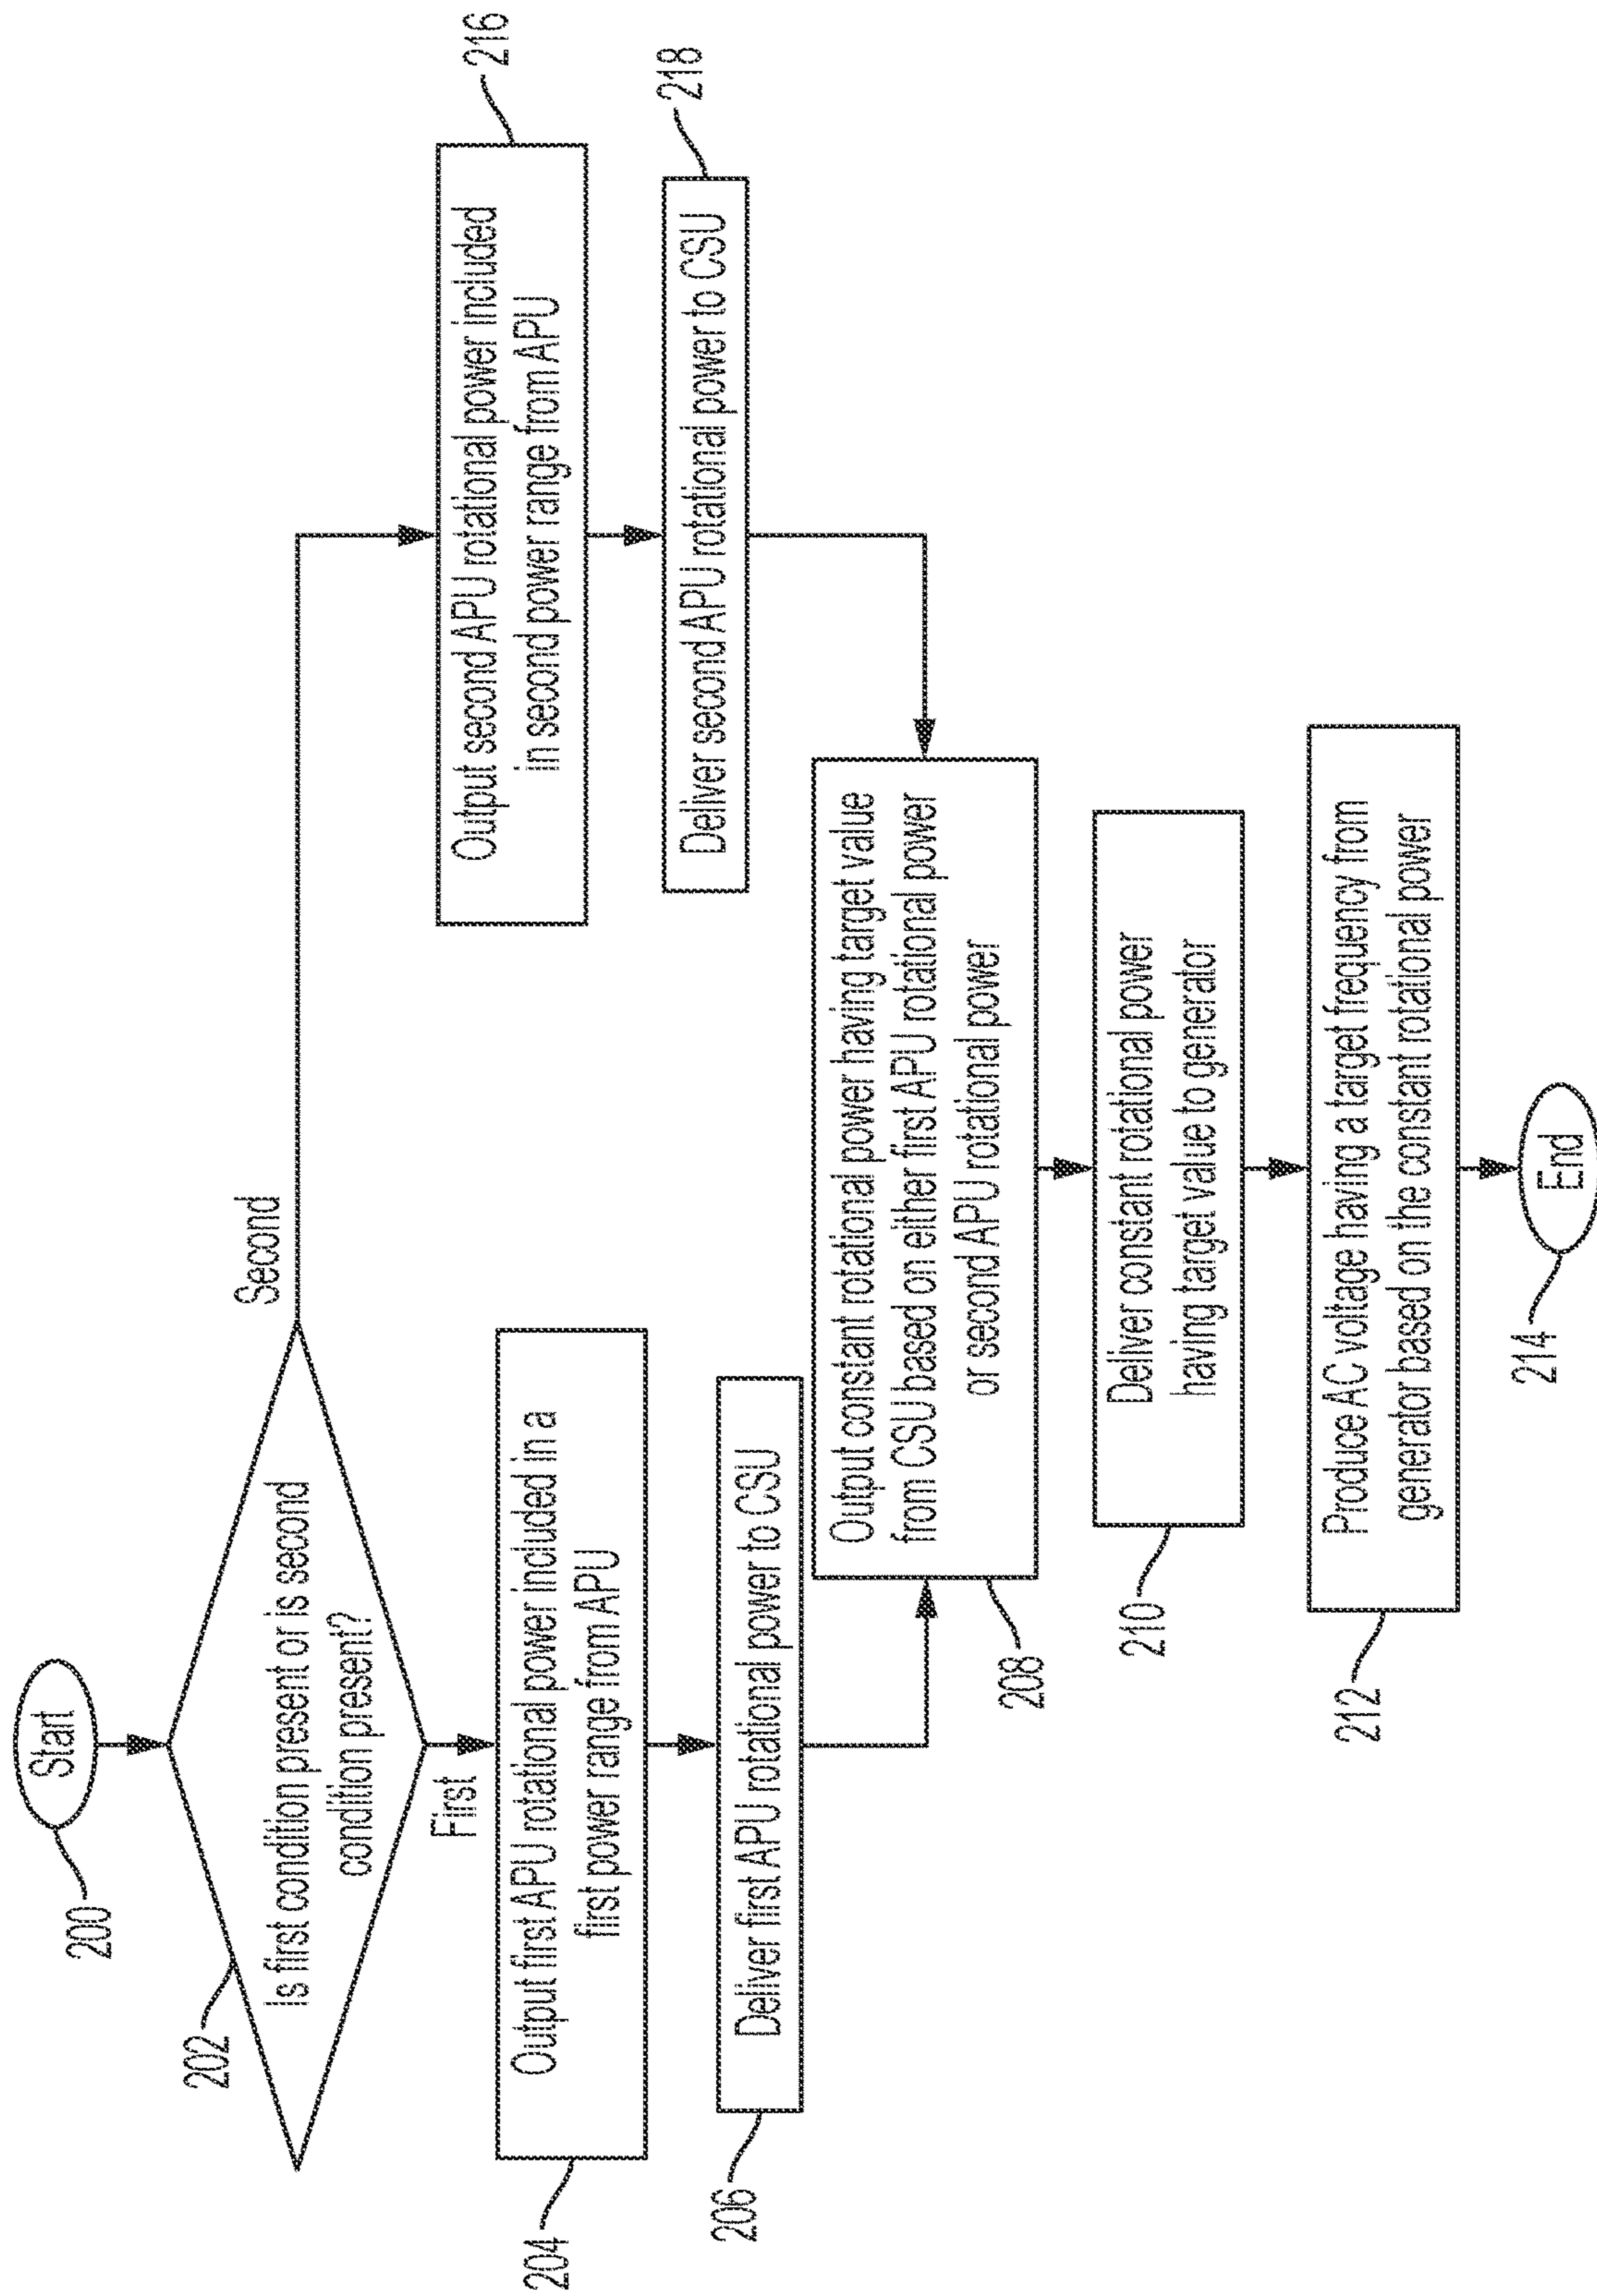 Start
200
Is first condition present or is second
condition present?
202
Second
First
Output first APU rotational power included in a
first power range from APU
204
Deliver first APU rotational power to CSU
206
Output second APU rotational power included
in second power range from APU
216
Deliver second APU rotational power to CSU
218
Output constant rotational power having target value
from CSU based on either first APU rotational power
or second APU rotational power
208
Deliver constant rotational power
having target value to generator
210
Produce AC voltage having a target frequency from
generator based on the constant rotational power
212
End
214